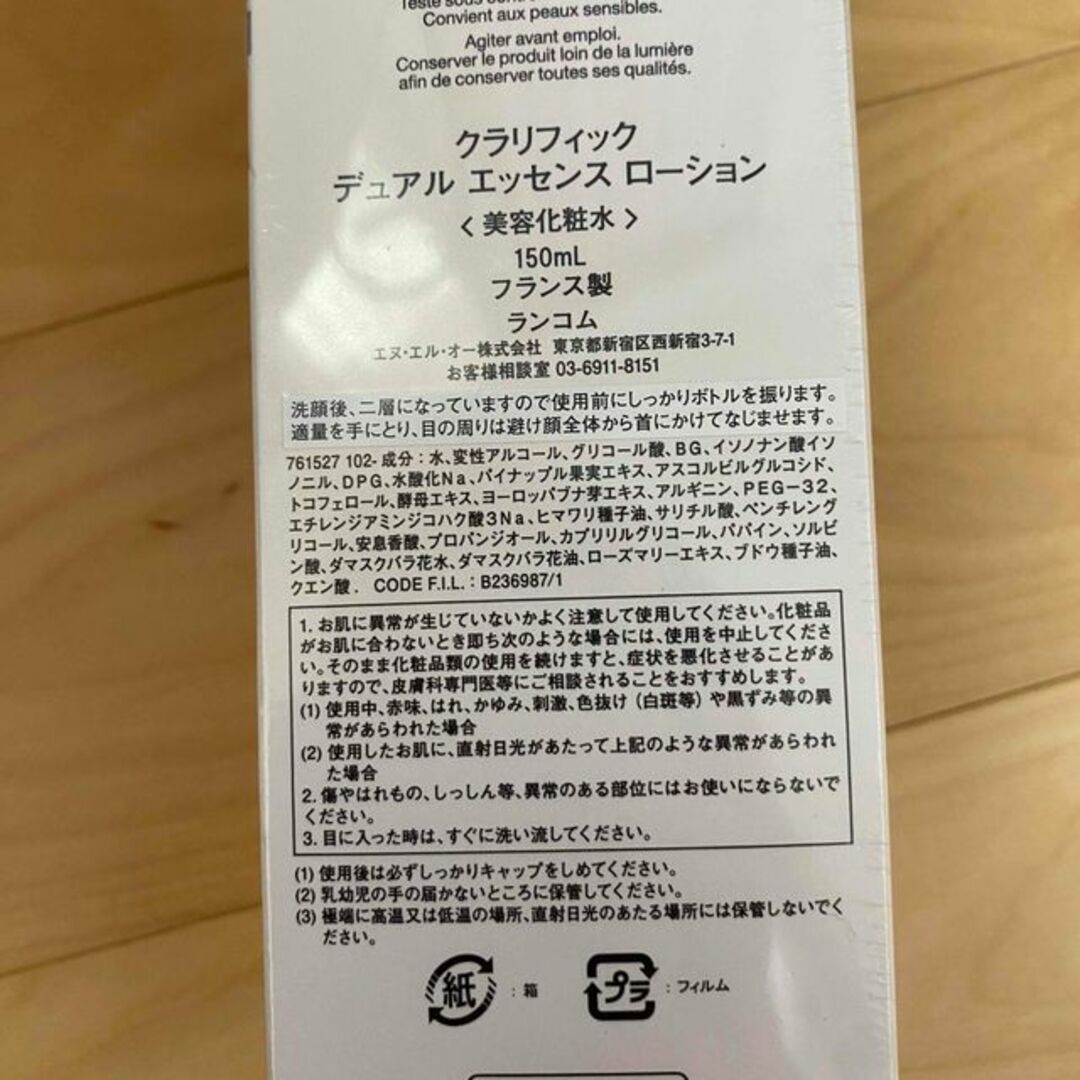 Testé sous
Convient aux peaux sensibles.
Agiter avant emploi.
Conserver le produit loin de la lumière
afin de conserver toutes ses qualités.
クラリフィック
デュアル エッセンス ローション
〈 美容化粧水 〉
150mL
フランス製
ランコム
エヌ・エル・オー株式会社 東京都新宿区西新宿3-7-1
お客様相談室 03-6911-8151
洗顔後、二層になっていますので使用前にしっかりボトルを振ります。
適量を手にとり、目の周りは避け顔全体から首にかけてなじませます。
761527 102- 成分：水、変性アルコール、グリコール酸、BG、イソノナン酸イソ
ノニル、DPG、水酸化Na、パイナップル果実エキス、アスコルビルグルコシド、
トコフェロール、酵母エキス、ヨーロッパブナ芽エキス、アルギニン、PEG-32、
エチレンジアミンジコハク酸3Na、ヒマワリ種子油、サリチル酸、ペンチレング
リコール、安息香酸、プロパンジオール、カプリリルグリコール、パパイン、ソルビ
ン酸、ダマスクバラ花水、ダマスクバラ花油、ローズマリーエキス、ブドウ種子油、
クエン酸． CODE F.I.L.：B236987/1
1. お肌に異常が生じていないかよく注意して使用してください。化粧品
がお肌に合わないとき即ち次のような場合には、使用を中止してくださ
い。そのまま化粧品類の使用を続けますと、症状を悪化させることがあ
りますので、皮膚科専門医等にご相談されることをおすすめします。
(1) 使用中、赤味、はれ、かゆみ、刺激、色抜け（白斑等）や黒ずみ等の異
常があらわれた場合
(2) 使用したお肌に、直射日光があたって上記のような異常があらわれ
た場合
2. 傷やはれもの、しっしん等、異常のある部位にはお使いにならないで
ください。
3. 目に入った時は、すぐに洗い流してください。
(1) 使用後は必ずしっかりキャップをしめてください。
(2) 乳幼児の手の届かないところに保管してください。
(3) 極端に高温又は低温の場所、直射日光のあたる場所には保管しないでく
ださい。
紙 ：箱 プラ ：フィルム